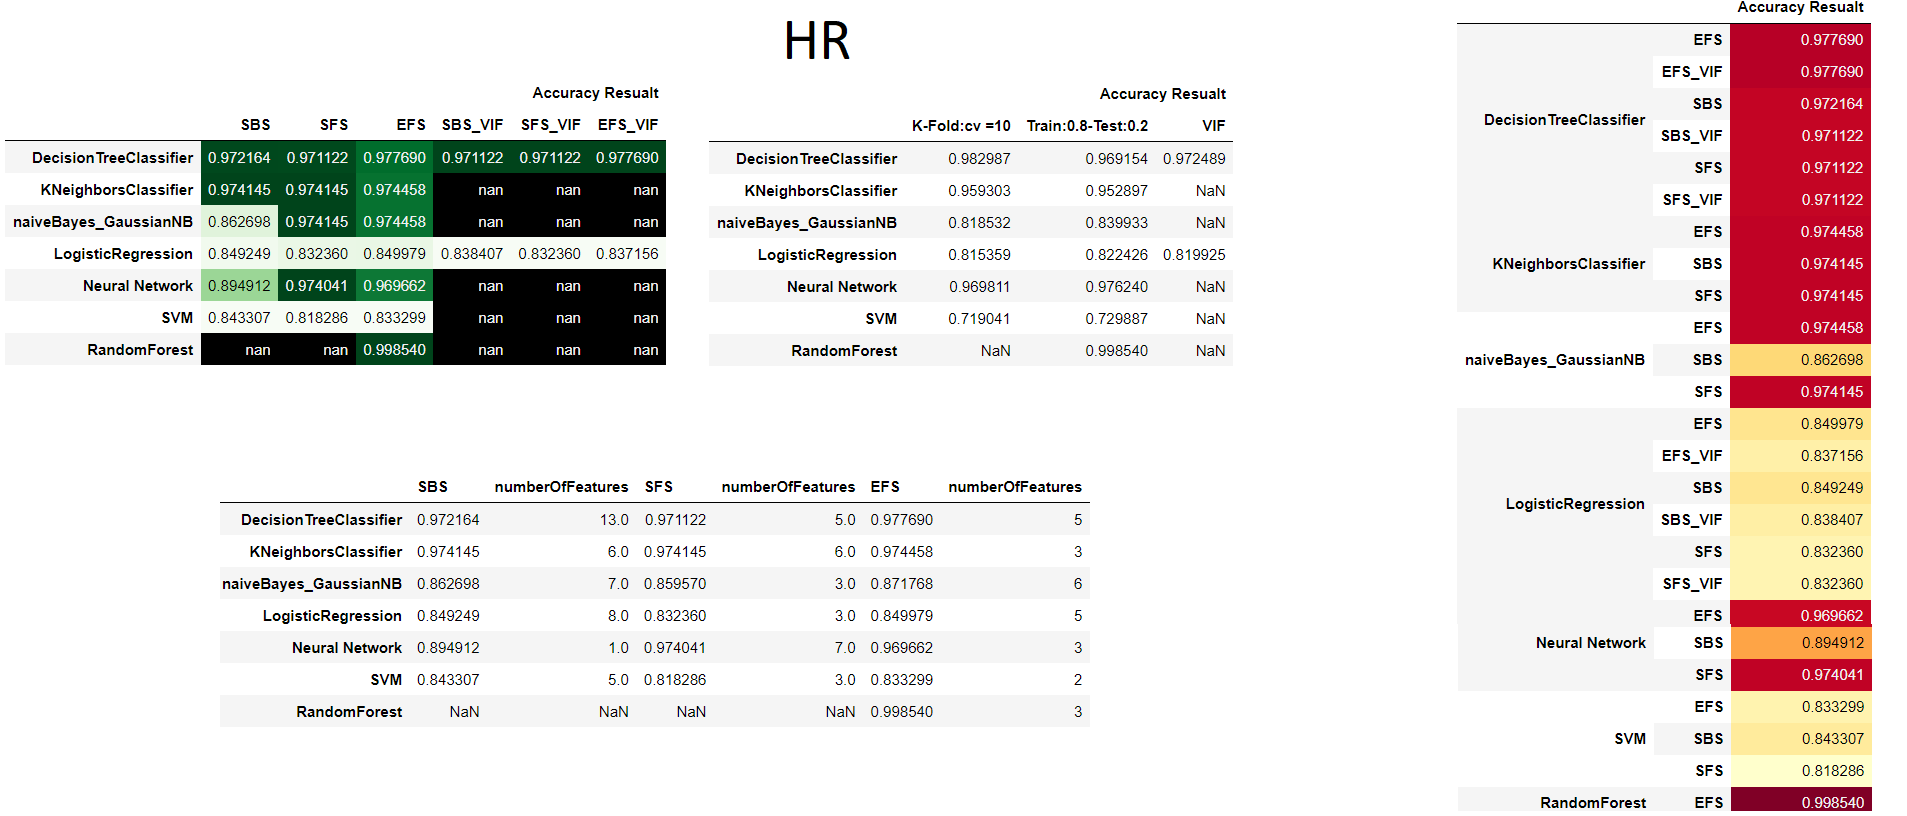 HR
Accuracy Resualt
SBS SFS EFS SBS_VIF SFS_VIF EFS_VIF
DecisionTreeClassifier 0.972164 0.971122 0.977690 0.971122 0.971122 0.977690
KNeighborsClassifier 0.974145 0.974145 0.974458 nan nan nan
naiveBayes_GaussianNB 0.862698 0.974145 0.974458 nan nan nan
LogisticRegression 0.849249 0.832360 0.849979 0.838407 0.832360 0.837156
Neural Network 0.894912 0.974041 0.969662 nan nan nan
SVM 0.843307 0.818286 0.833299 nan nan nan
RandomForest nan nan 0.998540 nan nan nan
Accuracy Resualt
K-Fold:cv =10 Train:0.8-Test:0.2 VIF
DecisionTreeClassifier 0.982987 0.969154 0.972489
KNeighborsClassifier 0.959303 0.952897 NaN
naiveBayes_GaussianNB 0.818532 0.839933 NaN
LogisticRegression 0.815359 0.822426 0.819925
Neural Network 0.969811 0.976240 NaN
SVM 0.719041 0.729887 NaN
RandomForest NaN 0.998540 NaN
SBS numberOfFeatures SFS numberOfFeatures EFS numberOfFeatures
DecisionTreeClassifier 0.972164 13.0 0.971122 5.0 0.977690 5
KNeighborsClassifier 0.974145 6.0 0.974145 6.0 0.974458 3
naiveBayes_GaussianNB 0.862698 7.0 0.859570 3.0 0.871768 6
LogisticRegression 0.849249 8.0 0.832360 3.0 0.849979 5
Neural Network 0.894912 1.0 0.974041 7.0 0.969662 3
SVM 0.843307 5.0 0.818286 3.0 0.833299 2
RandomForest NaN NaN NaN NaN 0.998540 3
Accuracy Resualt
EFS 0.977690
EFS_VIF 0.977690
SBS 0.972164
DecisionTreeClassifier
SBS_VIF 0.971122
SFS 0.971122
SFS_VIF 0.971122
EFS 0.974458
KNeighborsClassifier SBS 0.974145
SFS 0.974145
EFS 0.974458
naiveBayes_GaussianNB SBS 0.862698
SFS 0.974145
EFS 0.849979
EFS_VIF 0.837156
SBS 0.849249
LogisticRegression
SBS_VIF 0.838407
SFS 0.832360
SFS_VIF 0.832360
EFS 0.969662
Neural Network SBS 0.894912
SFS 0.974041
EFS 0.833299
SVM SBS 0.843307
SFS 0.818286
RandomForest EFS 0.998540